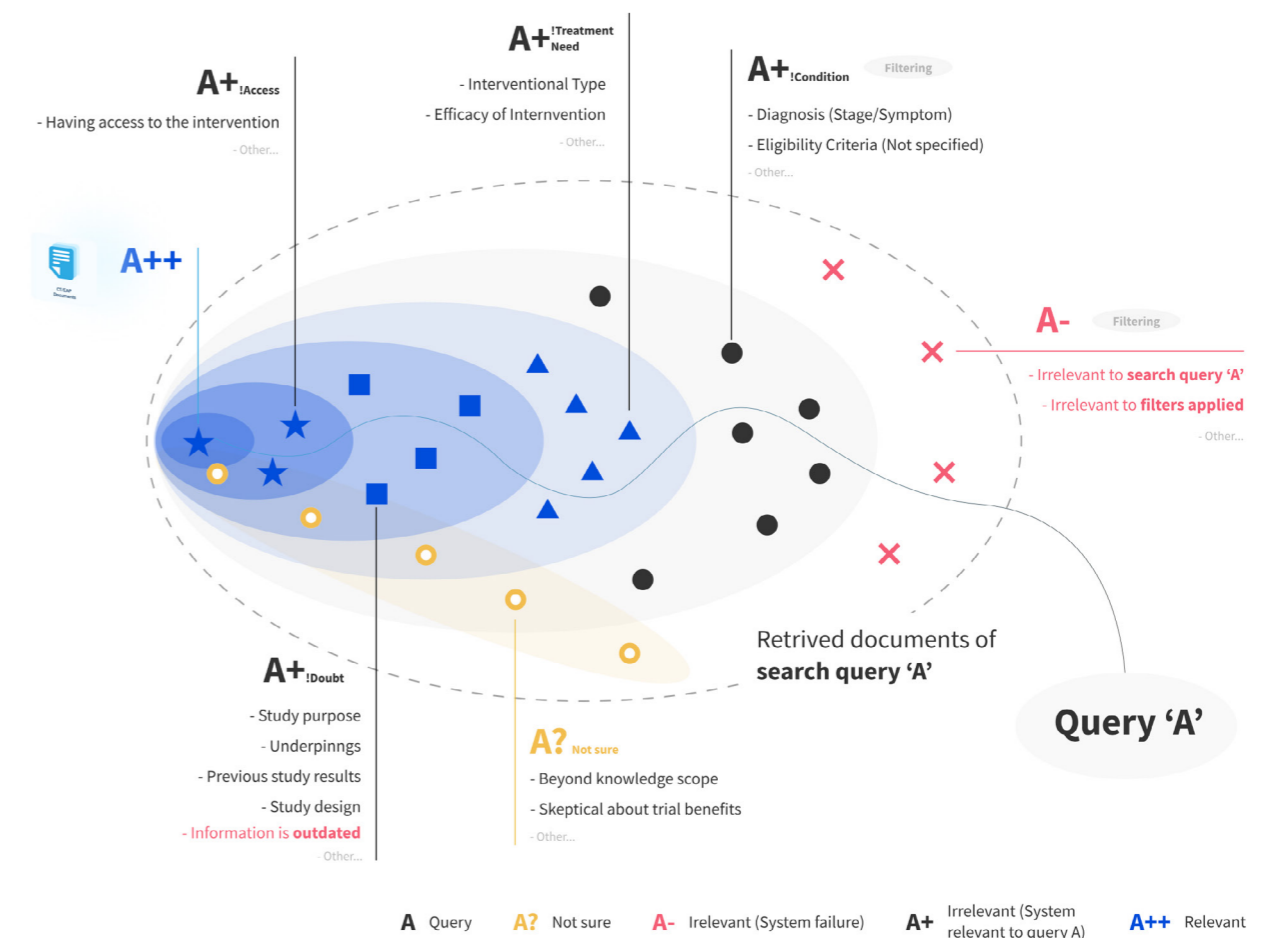 A+!Treatment Need
- Interventional Type
- Efficacy of Internvention
- Other...
A+!Access
- Having access to the intervention
- Other...
A+!Condition
Filtering
- Diagnosis (Stage/Symptom)
- Eligibility Criteria (Not specified)
- Other...
A++
Documents
A-
Filtering
- Irrelevant to search query ‘A’
- Irrelevant to filters applied
- Other...
Retrived documents of
search query ‘A’
Query ‘A’
A+!Doubt
- Study purpose
- Underpinngs
- Previous study results
- Study design
- Information is outdated
- Other...
A? Not sure
- Beyond knowledge scope
- Skeptical about trial benefits
- Other...
A Query
A? Not sure
A- Irrelevant (System failure)
A+ Irrelevant (System
relevant to query A)
A++ Relevant